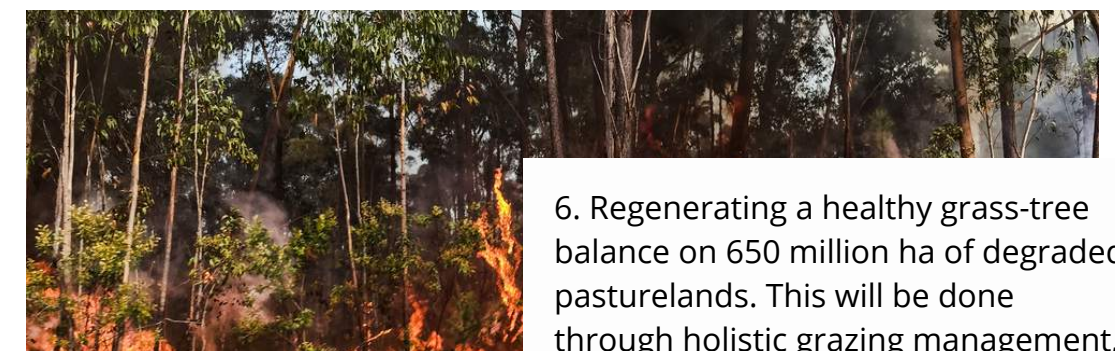 6. Regenerating a healthy grass-tree
balance on 650 million ha of degraded
pasturelands. This will be done
through holistic grazing management,